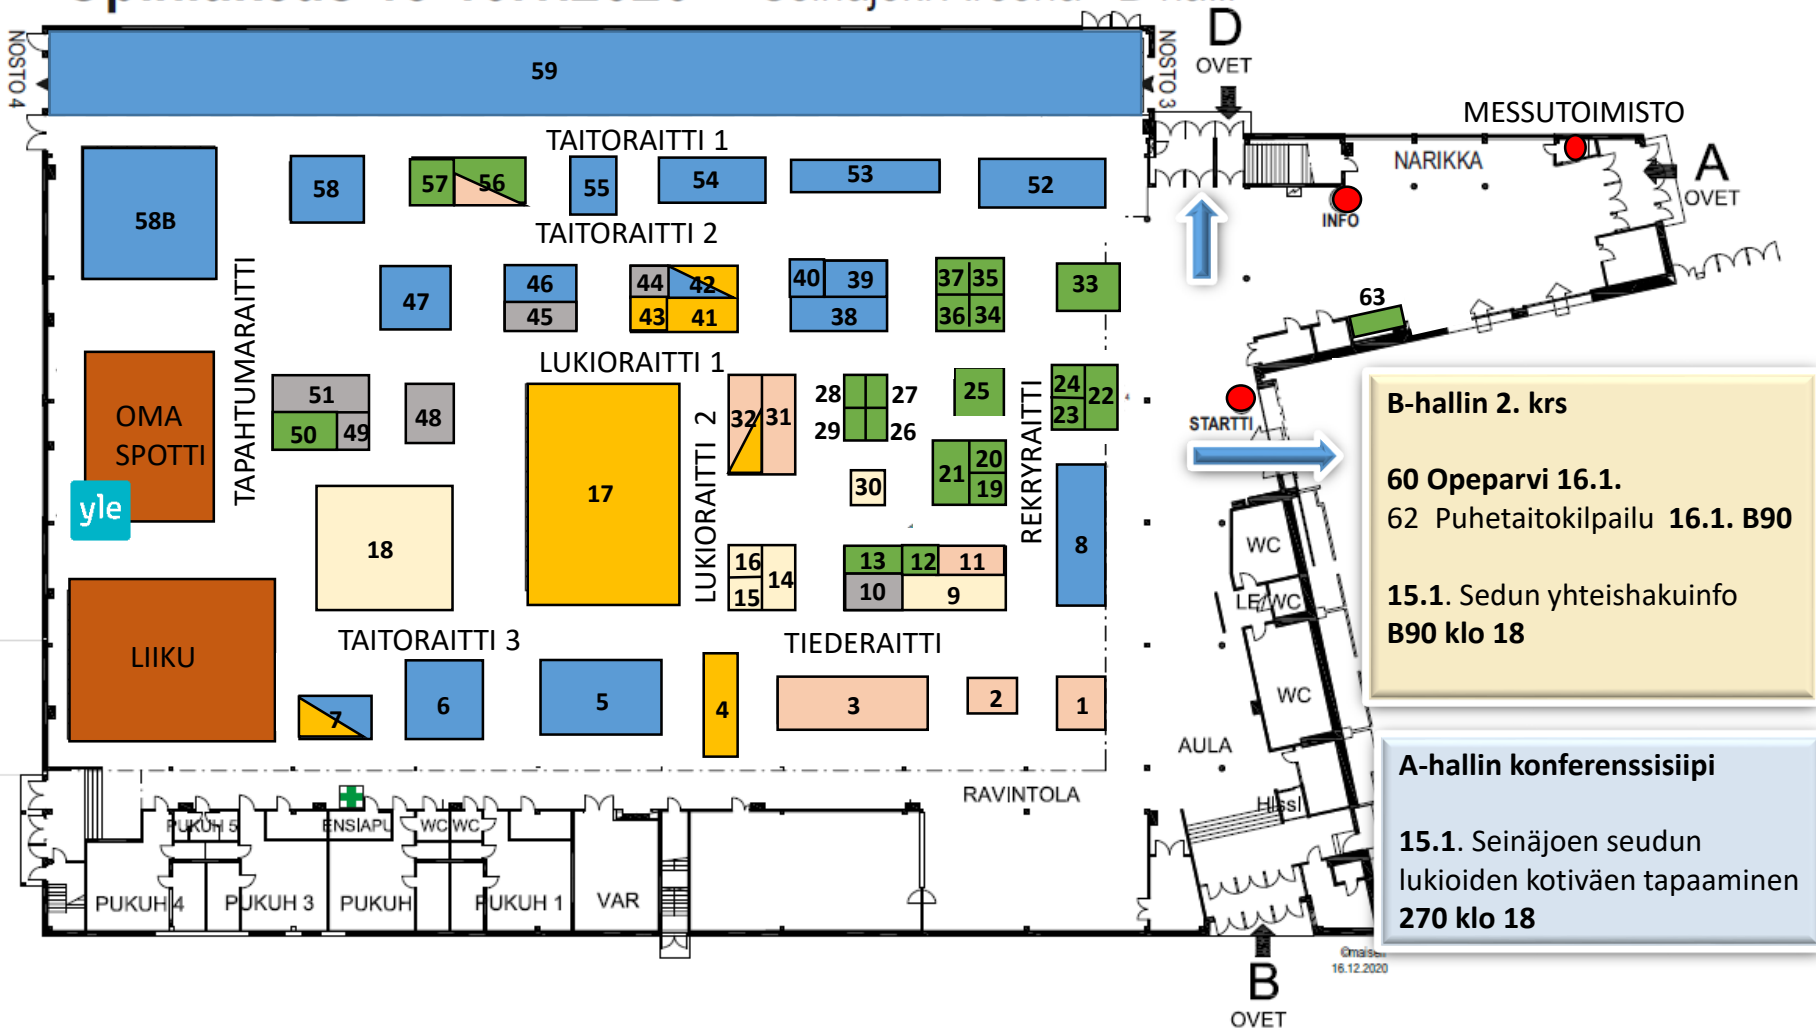 D
OVET
NOSTO 4
NOSTO 3
59
MESSUTOIMISTO
TAITORAITTI 1
NARIKKA
A
OVET
INFO
58B
58
57
56
55
54
53
52
TAITORAITTI 2
TAPAHTUMARAITTI
47
46
45
44
42
43
41
40
39
38
37
35
36
34
33
63
LUKIORAITTI 1
OMA
SPOTTI
yle
51
50
49
48
17
LUKIORAITTI 2
32
31
28
27
29
26
25
REKRYRAITTI
24
22
23
STARTTI
21
20
19
30
18
16
14
15
13
12
11
10
9
8
LIIKU
TAITORAITTI 3
TIEDERAITTI
7
6
5
4
3
2
1
B-hallin 2. krs
60 Opeparvi 16.1.
62 Puhetaitokilpailu 16.1. B90
15.1. Sedun yhteishakuinfo
B90 klo 18
WC
LE/WC
WC
AULA
Hissi
RAVINTOLA
A-hallin konferenssisiipi
15.1. Seinäjoen seudun
lukioiden kotiväen tapaaminen
270 klo 18
PUKUH 5
ENSIAPU
WC
WC
PUKUH 4
PUKUH 3
PUKUH
PUKUH 1
VAR
16.12.2020
B
OVET